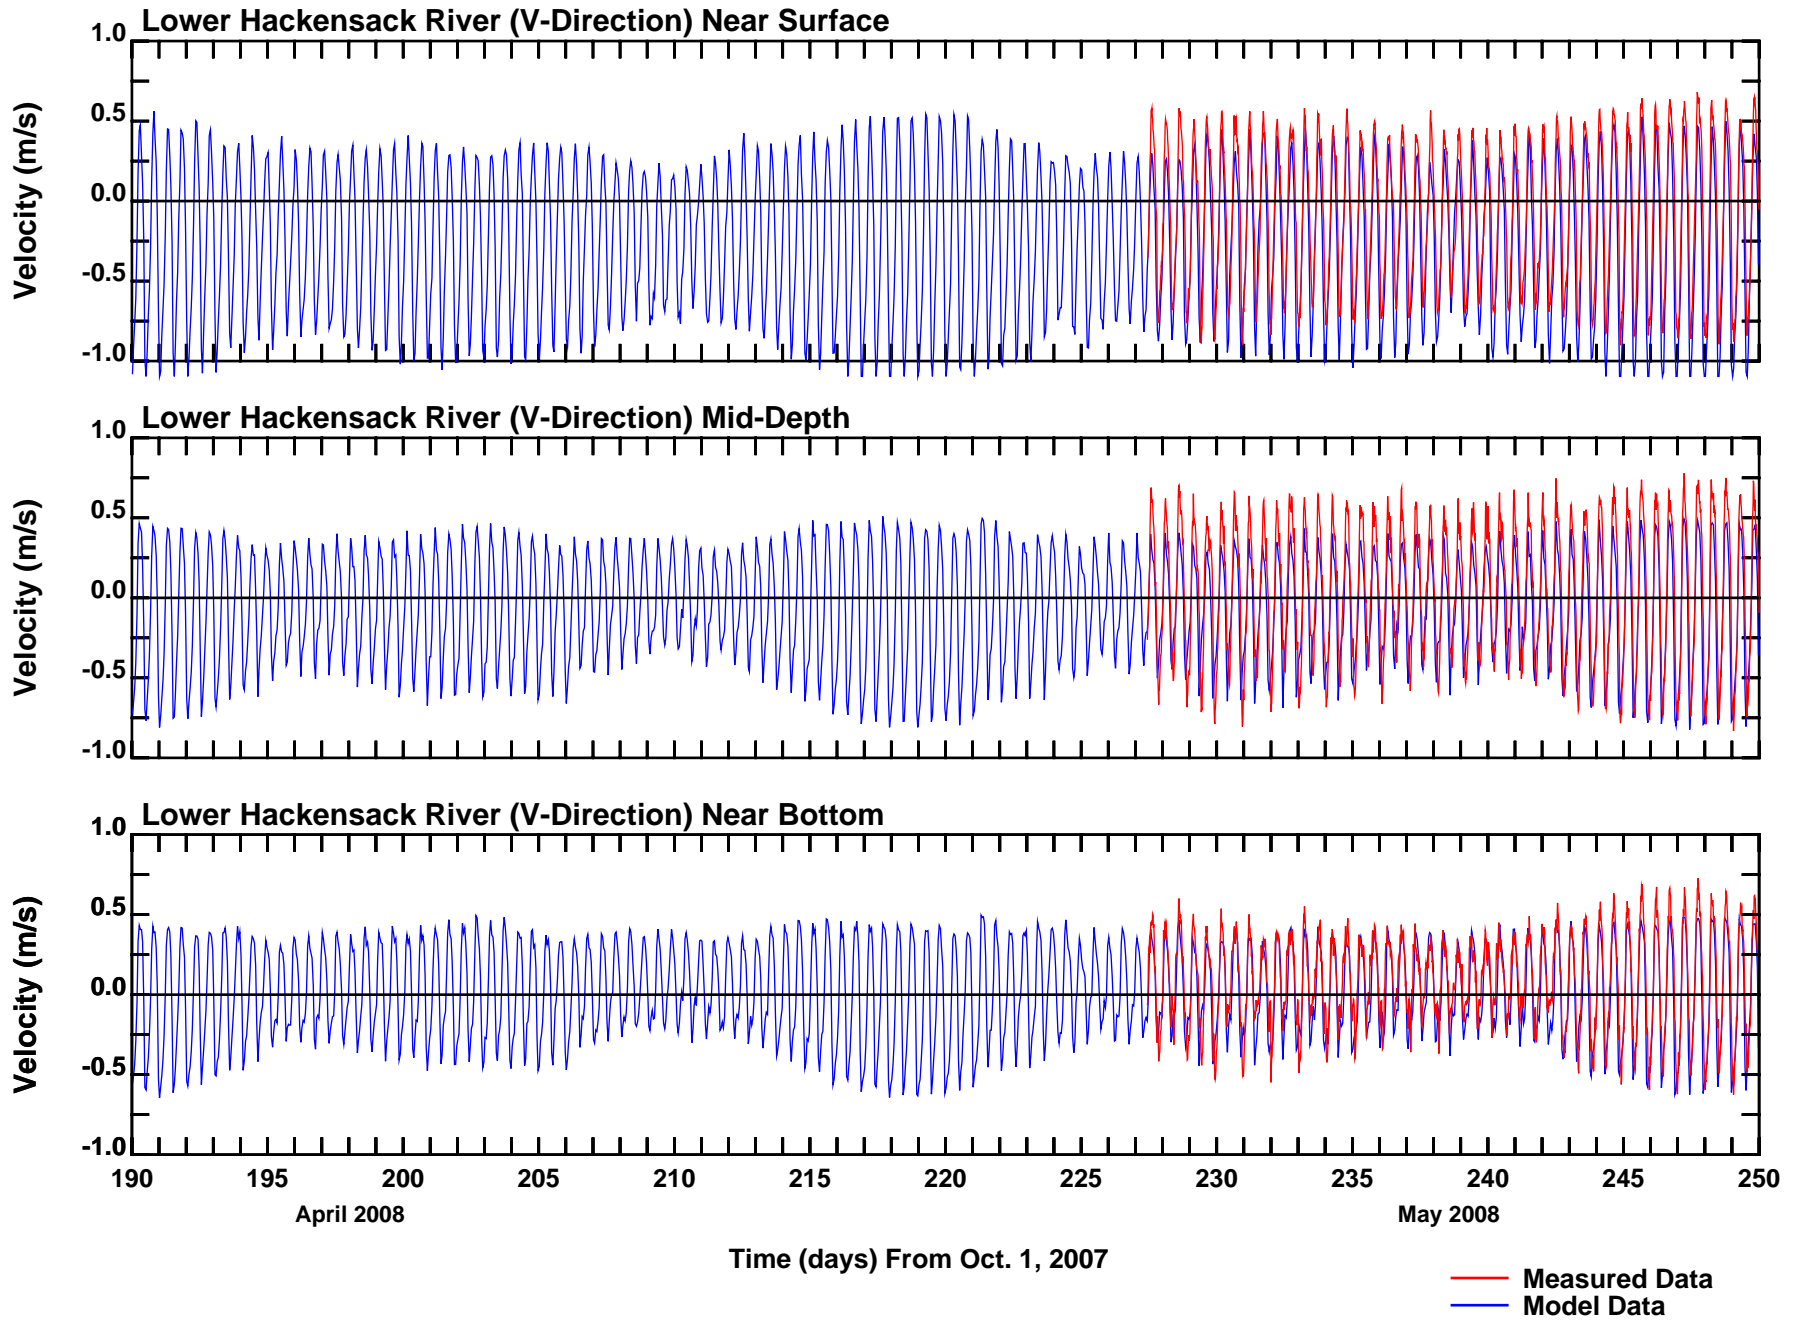 Lower Hackensack River (V-Direction) Near Surface
1.0
0.5
0.0
-0.5
-1.0
Velocity (m/s)
Lower Hackensack River (V-Direction) Mid-Depth
1.0
0.5
0.0
-0.5
-1.0
Velocity (m/s)
Lower Hackensack River (V-Direction) Near Bottom
1.0
0.5
0.0
-0.5
-1.0
Velocity (m/s)
190 195 200 205 210 215 220 225 230 235 240 245 250
April 2008 May 2008
Time (days) From Oct. 1, 2007
Measured Data
Model Data